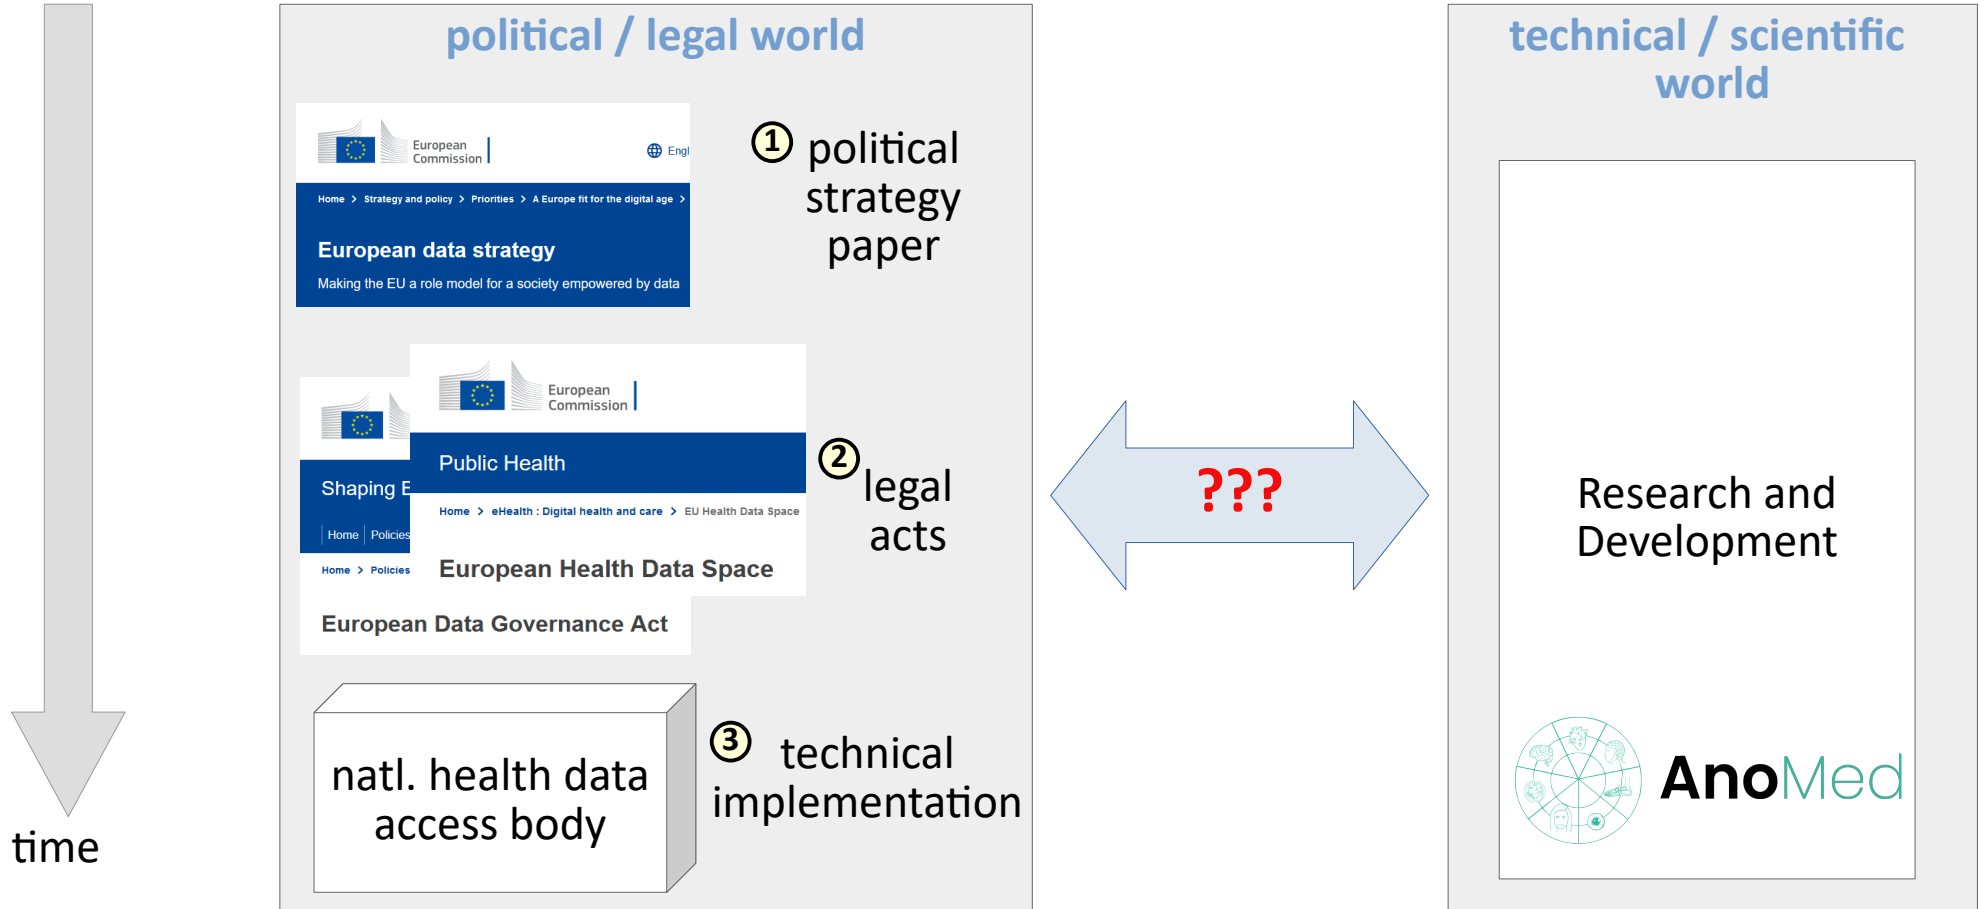 political / legal world
European
Commission
Engl
Home > Strategy and policy > Priorities > A Europe fit for the digital age >
European data strategy
Making the EU a role model for a society empowered by data
1 political
strategy
paper
European
Commission
Public Health
Home > eHealth : Digital health and care > EU Health Data Space
European Health Data Space
Shaping E
Home Policies
Home > Policies
European Data Governance Act
2 legal
acts
natl. health data
access body
3 technical
implementation
time
???
technical / scientific
world
Research and
Development
AnoMed